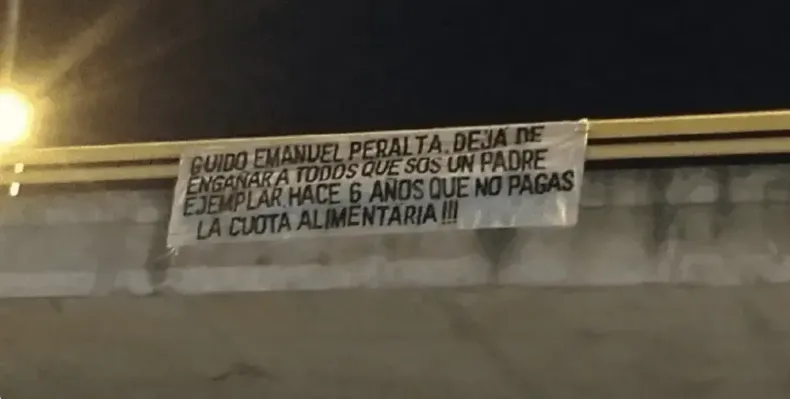 GUIDO EMANUEL PERALTA. DEJÁ DE
ENGAÑAR A TODOS QUE SOS UN PADRE
EJEMPLAR. HACE 6 AÑOS QUE NO PAGAS
LA CUOTA ALIMENTARIA!!!